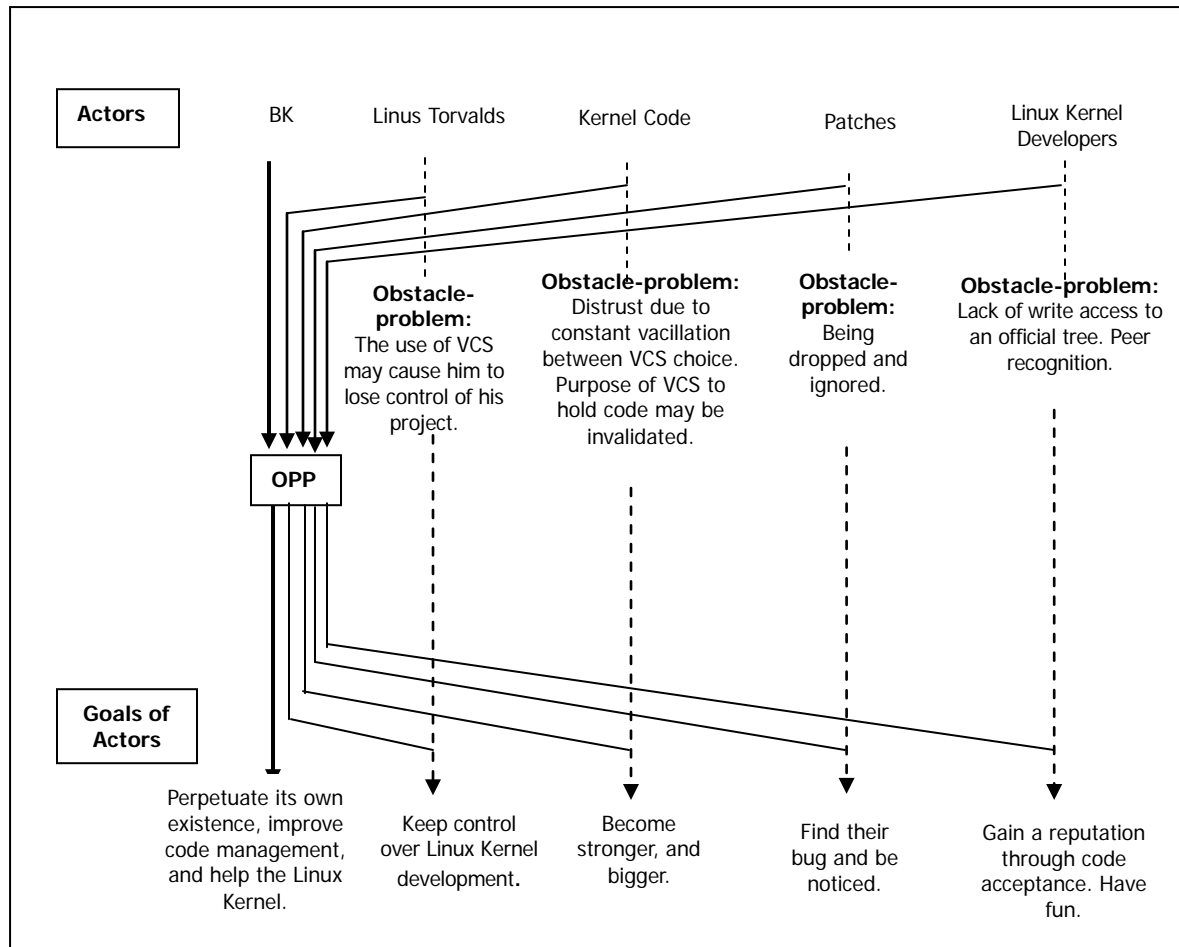 Actors
BK
Linus Torvalds
Kernel Code
Patches
Linux Kernel
Developers
Obstacle-
problem:
The use of VCS
may cause him to
lose control of his
project.
Obstacle-problem:
Distrust due to
constant vacillation
between VCS choice.
Purpose of VCS to
hold code may be
invalidated.
Obstacle-
problem:
Being
dropped and
ignored.
Obstacle-problem:
Lack of write access to
an official tree. Peer
recognition.
OPP
Goals of
Actors
Perpetuate its own
existence, improve
code management,
and help the Linux
Kernel.
Keep control
over Linux Kernel
development.
Become
stronger, and
bigger.
Find their
bug and be
noticed.
Gain a reputation
through code
acceptance. Have
fun.